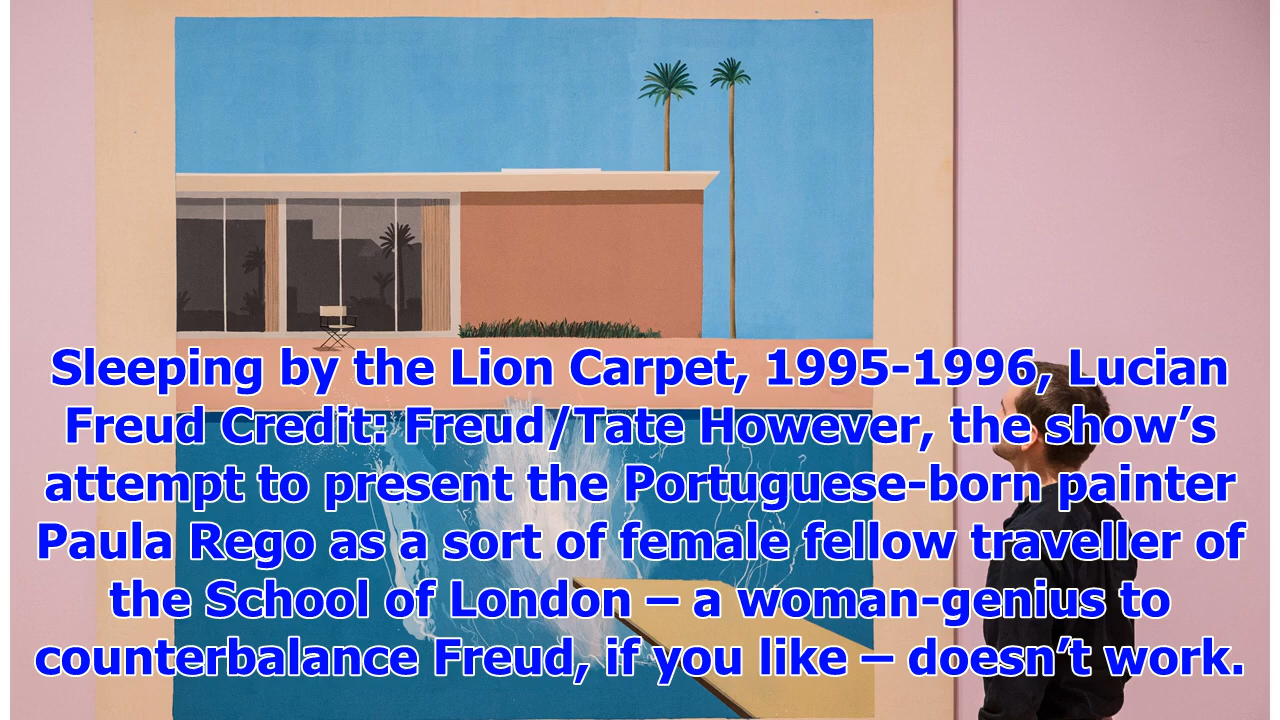 Sleeping by the Lion Carpet, 1995-1996, Lucian
Freud Credit: Freud/Tate However, the show’s
attempt to present the Portuguese-born painter
Paula Rego as a sort of female fellow traveller of
the School of London – a woman-genius to
counterbalance Freud, if you like – doesn’t work.